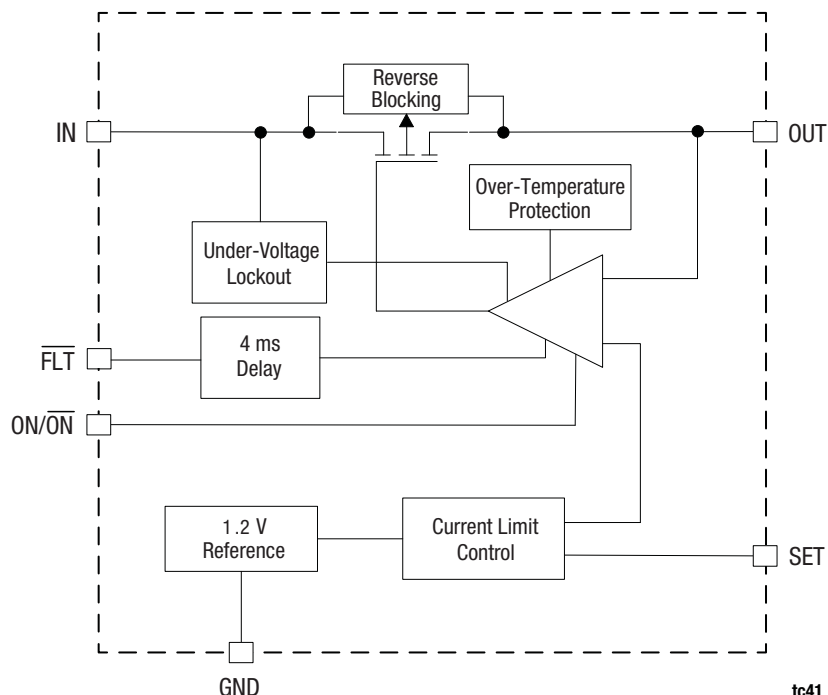 Reverse
Blocking
IN
OUT
Over-Temperature
Protection
Under-Voltage
Lockout
FLT
4 ms
Delay
ON/ON
1.2 V
Reference
Current Limit
Control
SET
GND
tc41